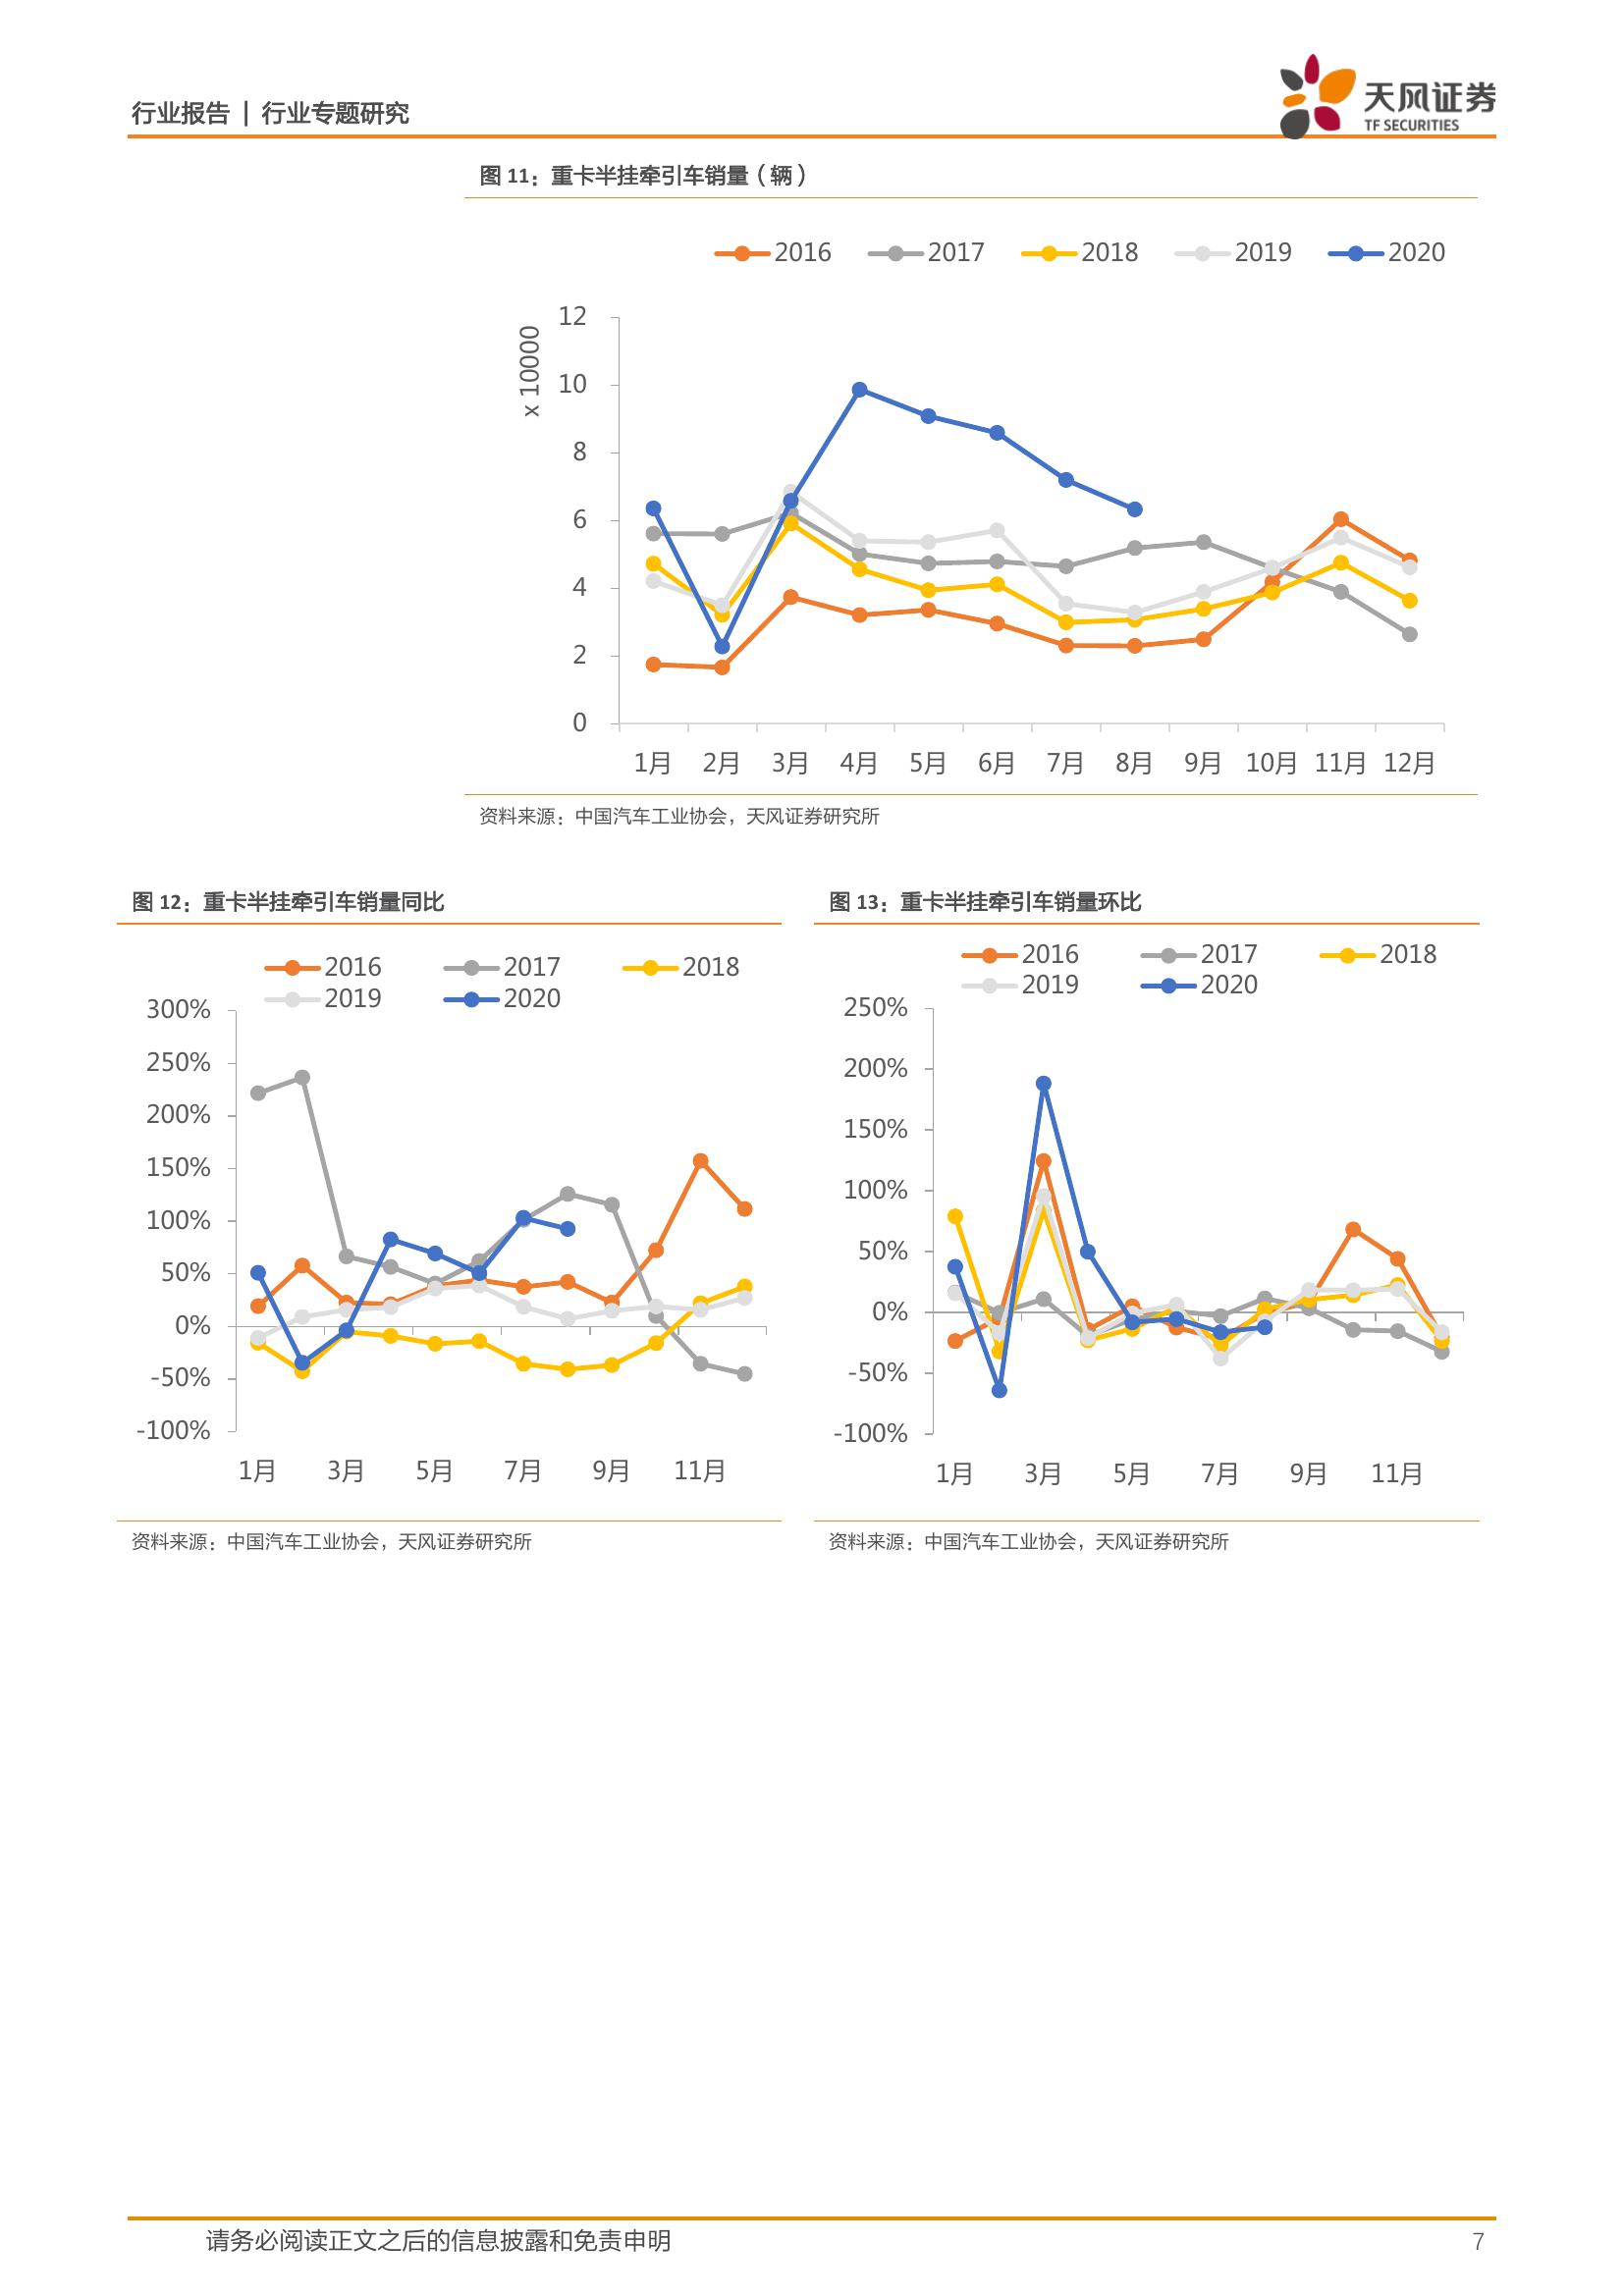 行业报告 | 行业专题研究
天风证券
TF SECURITIES
图 11：重卡半挂牵引车销量（辆）
2016 2017 2018 2019 2020
x 10000
12
10
8
6
4
2
0
1月 2月 3月 4月 5月 6月 7月 8月 9月 10月 11月 12月
资料来源：中国汽车工业协会，天风证券研究所
图 12：重卡半挂牵引车销量同比
2016 2017 2018
2019 2020
300%
250%
200%
150%
100%
50%
0%
-50%
-100%
1月 3月 5月 7月 9月 11月
资料来源：中国汽车工业协会，天风证券研究所
图 13：重卡半挂牵引车销量环比
2016 2017 2018
2019 2020
250%
200%
150%
100%
50%
0%
-50%
-100%
1月 3月 5月 7月 9月 11月
资料来源：中国汽车工业协会，天风证券研究所
请务必阅读正文之后的信息披露和免责申明 7